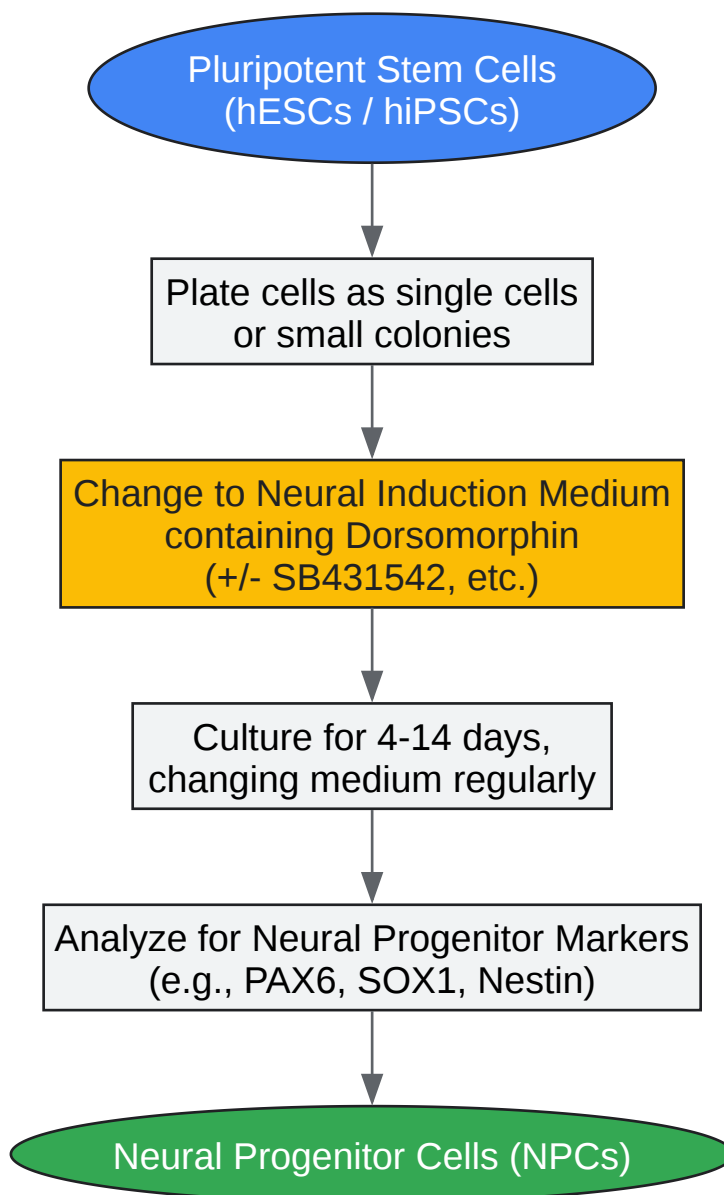 Pluripotent Stem Cells
(hESCs / hiPSCs)
Plate cells as single cells
or small colonies
Change to Neural Induction Medium
containing Dorsomorphin
(+/- SB431542, etc.)
Culture for 4-14 days,
changing medium regularly
Analyze for Neural Progenitor Markers
(e.g., PAX6, SOX1, Nestin)
Neural Progenitor Cells (NPCs)